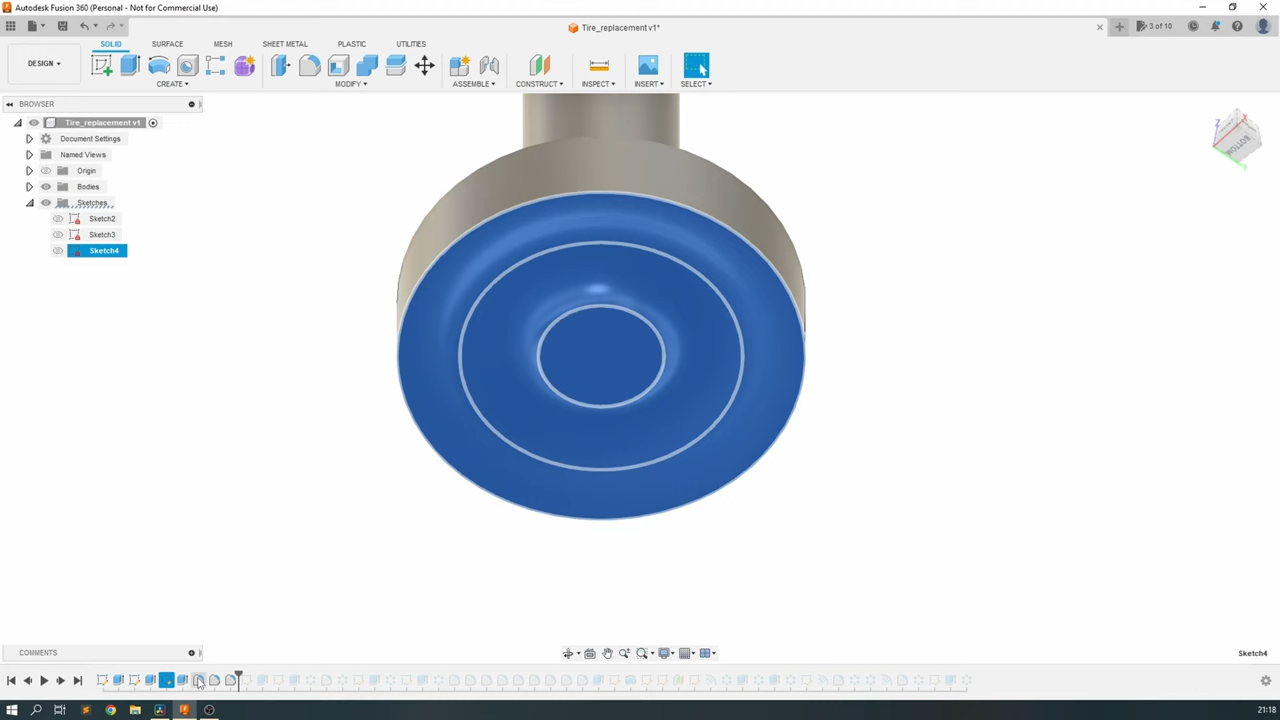 Autodesk Fusion 360 (Personal - Not for Commercial Use)
Tire_replacement v1*
3 of 10
SOLID SURFACE MESH SHEET METAL PLASTIC UTILITIES
DESIGN
CREATE MODIFY ASSEMBLE CONSTRUCT INSPECT INSERT SELECT
BROWSER
Tire_replacement v1
Document Settings
Named Views
Origin
Bodies
Sketches
Sketch2
Sketch3
Sketch4
Z
X
Y
BOTTOM
COMMENTS
Sketch4
21:18